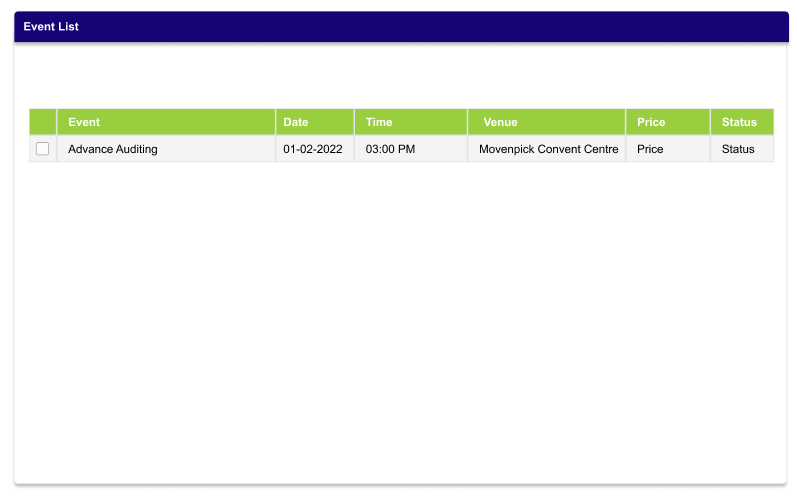 Event List
Event Date Time Venue Price Status
Advance Auditing 01-02-2022 03:00 PM Movenpick Convent Centre Price Status